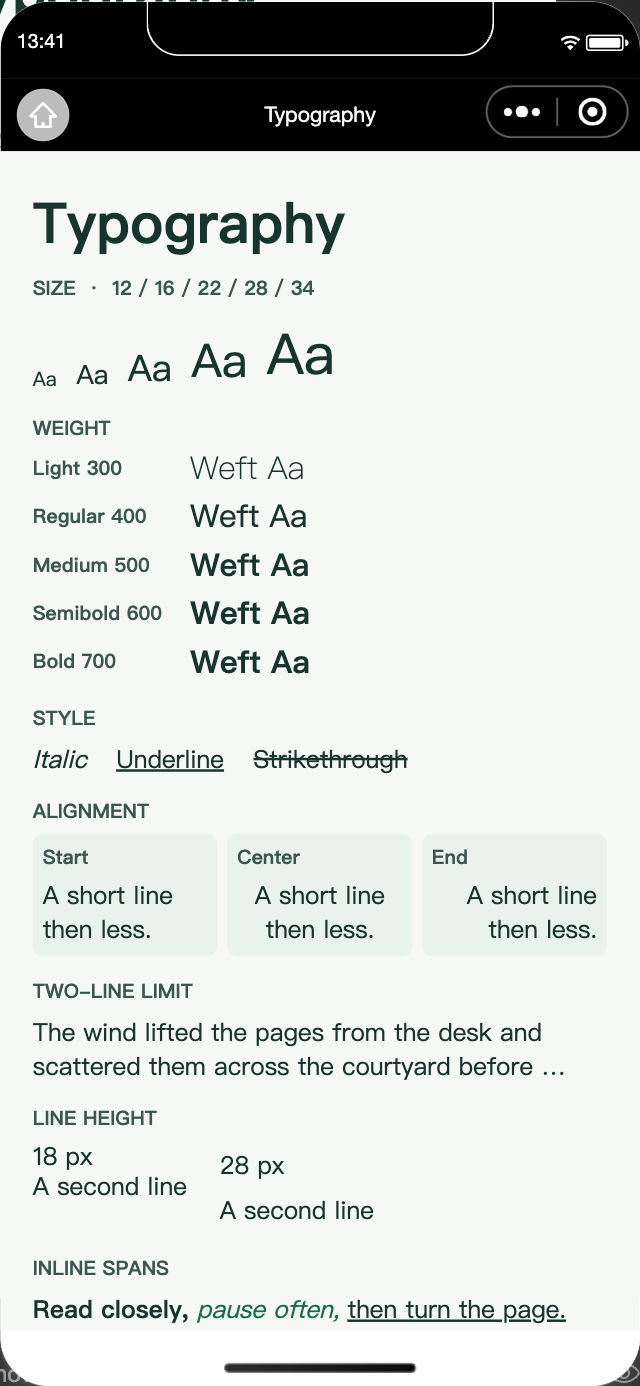 13:41
Typography
Typography
SIZE · 12 / 16 / 22 / 28 / 34
Aa Aa Aa Aa Aa
WEIGHT
Light 300 Weft Aa
Regular 400 Weft Aa
Medium 500 Weft Aa
Semibold 600 Weft Aa
Bold 700 Weft Aa
STYLE
Italic Underline Strikethrough
ALIGNMENT
Start
A short line
then less.
Center
A short line
then less.
End
A short line
then less.
TWO-LINE LIMIT
The wind lifted the pages from the desk and
scattered them across the courtyard before …
LINE HEIGHT
18 px
A second line
28 px
A second line
INLINE SPANS
Read closely, pause often, then turn the page.